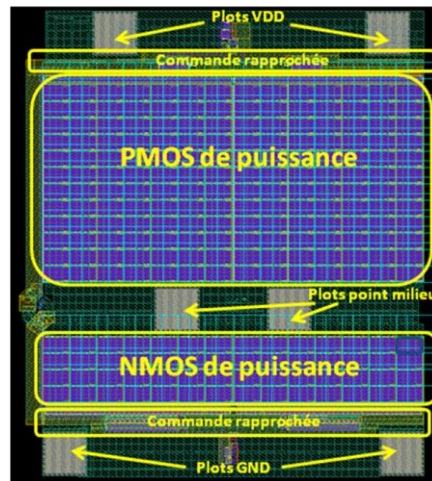 Plots VDD
Commande rapprochée
PMOS de puissance
Plots point milieu
NMOS de puissance
Commande rapprochée
Plots GND